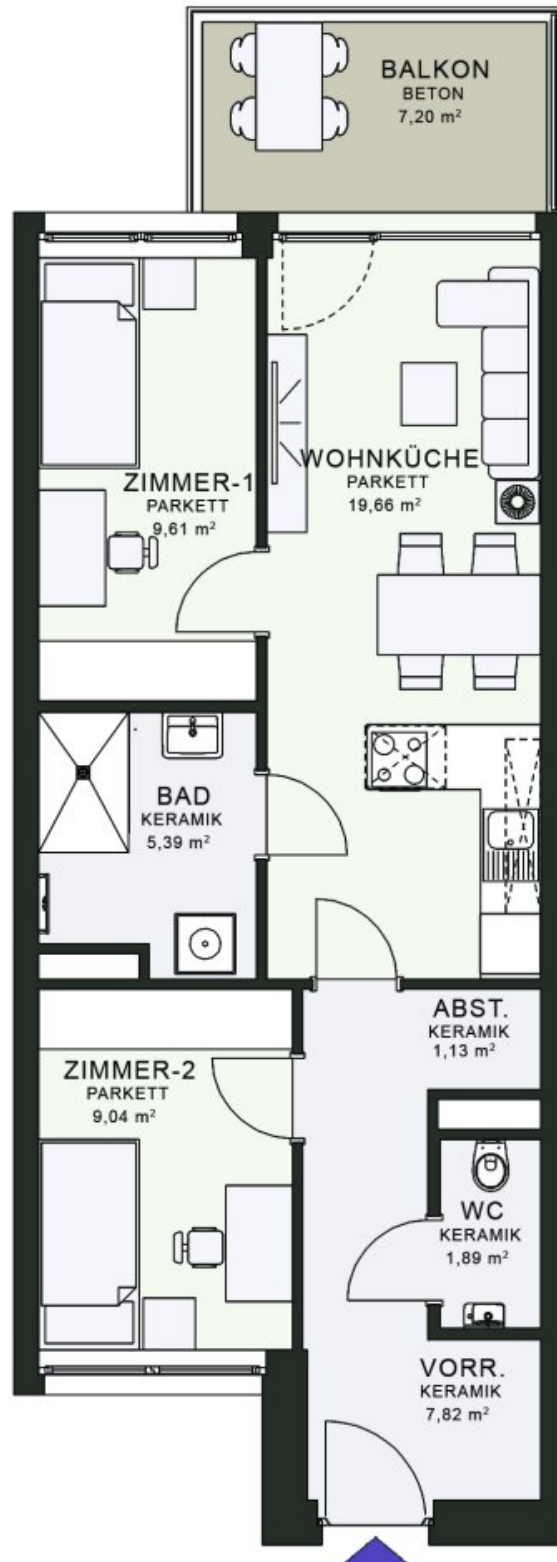 BALKON
BETON
7,20 m²
WOHNKÜCHE
PARKETT
19,66 m²
ZIMMER-1
PARKETT
9,61 m²
BAD
KERAMIK
5,39 m²
ABST.
KERAMIK
1,13 m²
ZIMMER-2
PARKETT
9,04 m²
WC
KERAMIK
1,89 m²
VORR.
KERAMIK
7,82 m²